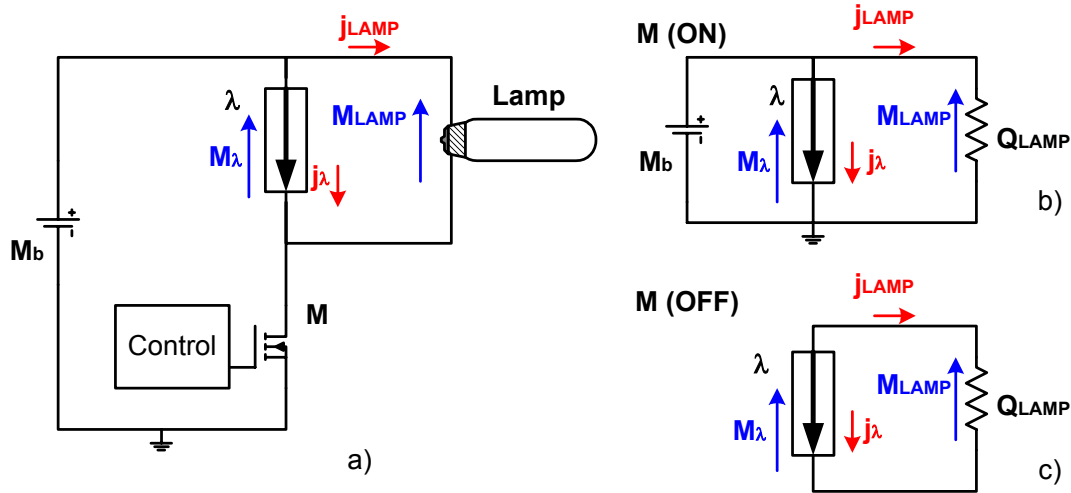 jLAMP
λ
Mλ
jλ
MLAMP
Lamp
+
Mb
M
Control
a)
M (ON)
jLAMP
+
Mb
λ
Mλ
jλ
MLAMP
QLAMP
b)
M (OFF)
jLAMP
λ
Mλ
jλ
MLAMP
QLAMP
c)